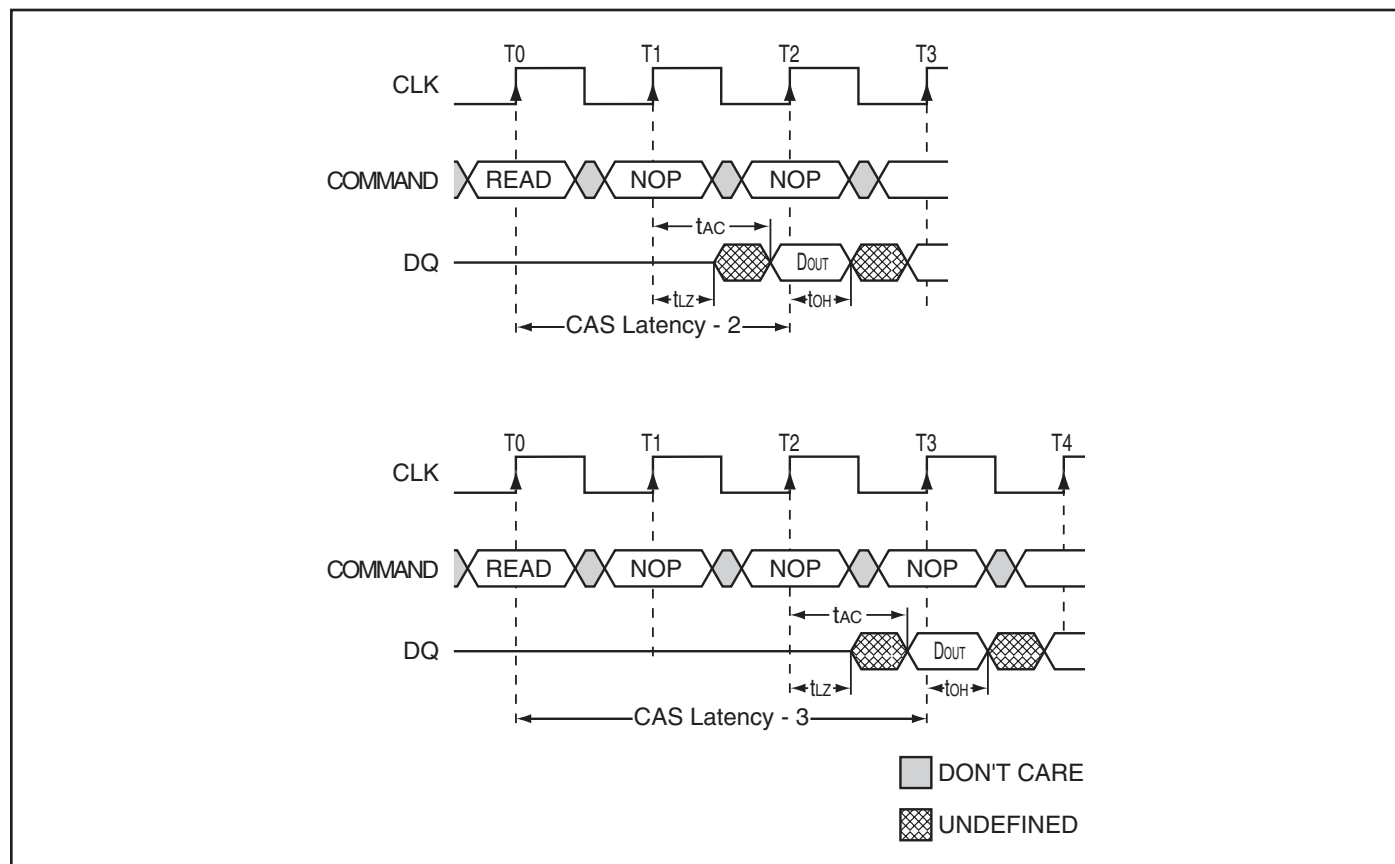 T0 T1 T2 T3
CLK
COMMAND READ NOP NOP
tAC
DQ DOUT
tLZ tOH
CAS Latency - 2
T0 T1 T2 T3 T4
CLK
COMMAND READ NOP NOP NOP
tAC
DQ DOUT
tLZ tOH
CAS Latency - 3
DON'T CARE
UNDEFINED